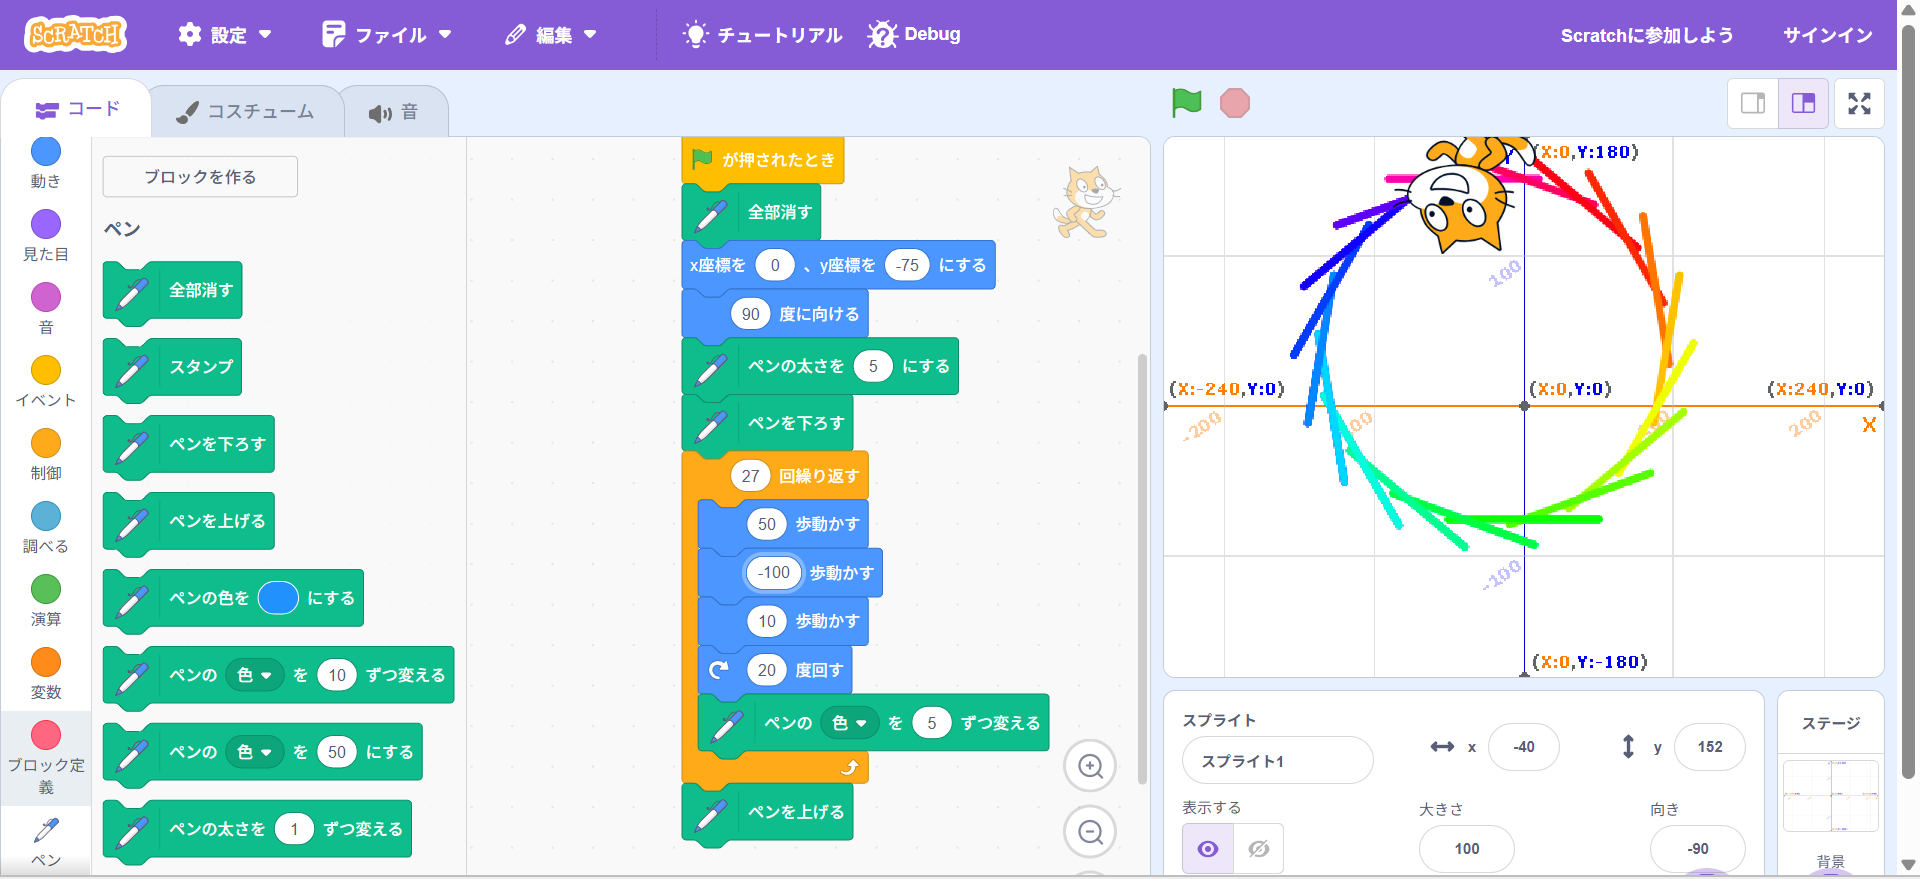 SCRATCH
設定
ファイル
編集
チュートリアル
Debug
Scratchに参加しよう
サインイン
コード
コスチューム
音
動き
見た目
音
イベント
制御
調べる
演算
変数
ブロック定義
ペン
ブロックを作る
ペン
全部消す
スタンプ
ペンを下ろす
ペンを上げる
ペンの色を にする
ペンの 色 を 10 ずつ変える
ペンの 色 を 50 にする
ペンの太さを 1 ずつ変える
が押されたとき
全部消す
x座標を 0 、y座標を -75 にする
90 度に向ける
ペンの太さを 5 にする
ペンを下ろす
27 回繰り返す
50 歩動かす
-100 歩動かす
10 歩動かす
20 度回す
ペンの 色 を 5 ずつ変える
ペンを上げる
(X:0,Y:180)
100
(X:-240,Y:0)
(X:0,Y:0)
(X:240,Y:0)
-200
200
X
-100
(X:0,Y:-180)
スプライト
スプライト1
x -40
y 152
表示する
大きさ
100
向き
-90
ステージ
背景